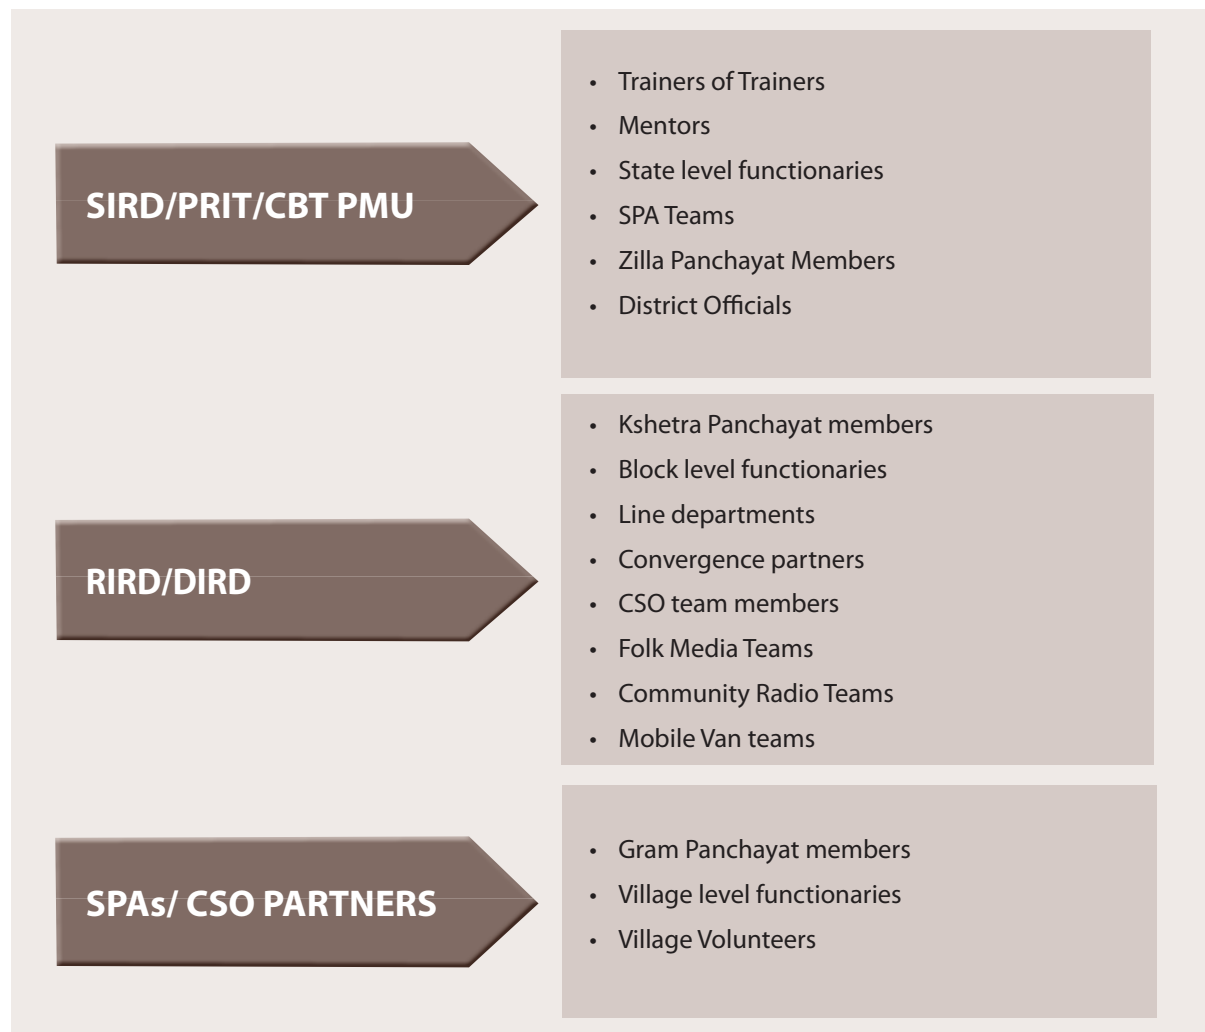 SIRD/PRIT/CBT PMU
• Trainers of Trainers
• Mentors
• State level functionaries
• SPA Teams
• Zilla Panchayat Members
• District Officials
RIRD/DIRD
• Kshetra Panchayat members
• Block level functionaries
• Line departments
• Convergence partners
• CSO team members
• Folk Media Teams
• Community Radio Teams
• Mobile Van teams
SPAs/ CSO PARTNERS
• Gram Panchayat members
• Village level functionaries
• Village Volunteers